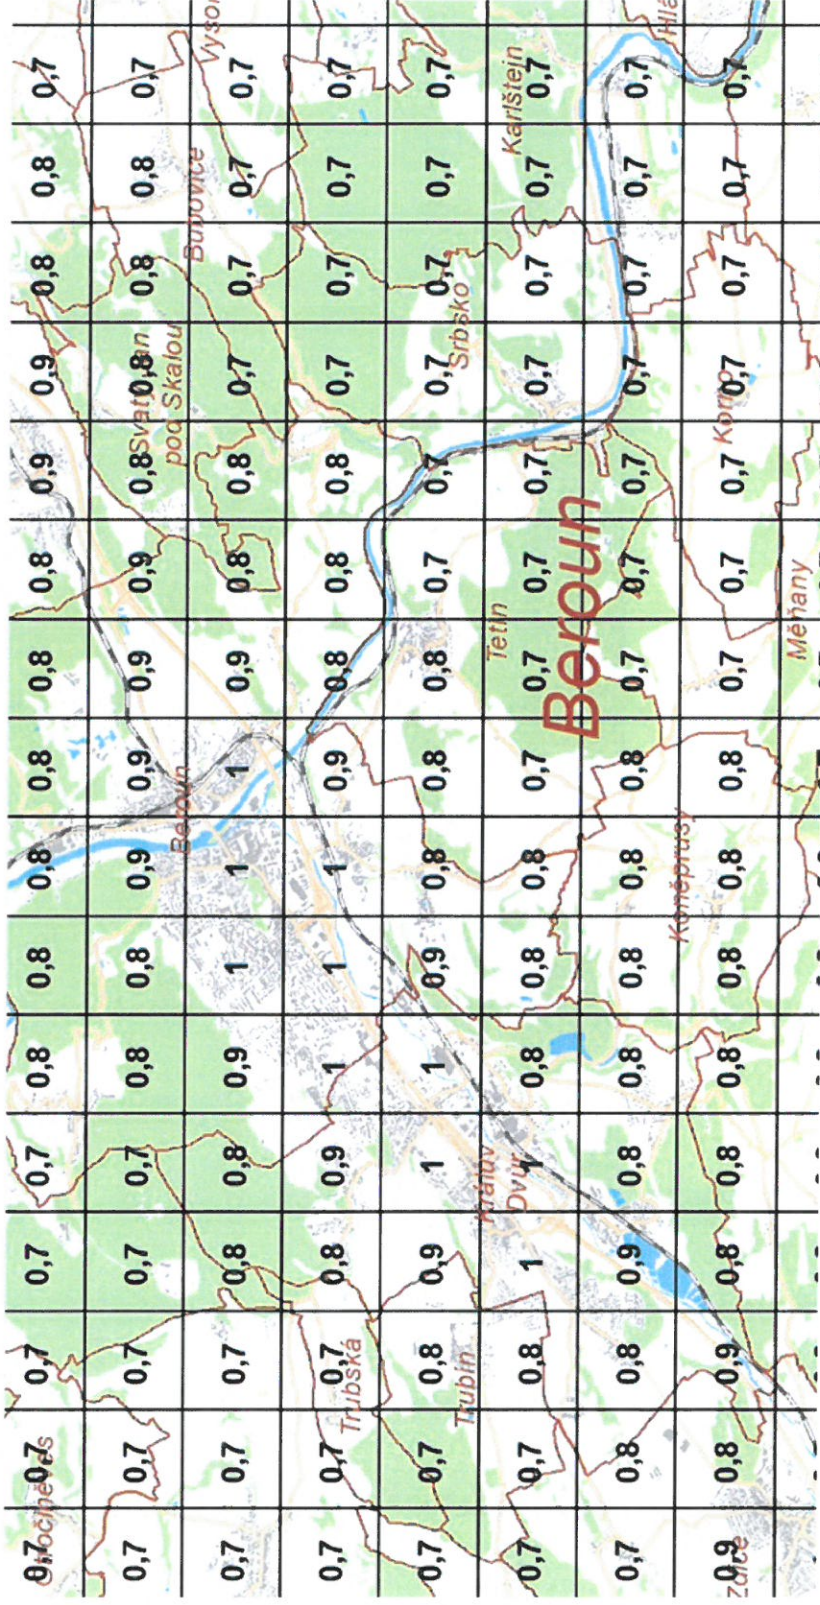 0,7 0,7 0,7 0,7 0,7 0,8 0,8 0,8 0,8 0,8 0,8 0,9 0,9 0,8 0,8 0,7
Otročiněves
0,7 0,7 0,7 0,7 0,7 0,8 0,8 0,9 0,9 0,9 0,9 0,8 0,8 0,8 0,8 0,7
Svatý Jan
pod Skalou
Beroun
Bubovice
0,7 0,7 0,7 0,8 0,8 0,9 1 1 1 0,9 0,8 0,8 0,7 0,7 0,7 0,7
0,7 0,7 0,7 0,8 0,9 1 1 1 0,9 0,8 0,8 0,8 0,7 0,7 0,7 0,7
Trubská
0,7 0,7 0,8 0,9 1 1 0,9 0,8 0,8 0,8 0,7 0,7 0,7 0,7 0,7 0,7
Trubín
Srbsko
Králův
Dvůr
Tetín
Karlštejn
0,7 0,7 0,8 1 1 0,8 0,8 0,8 0,7 0,7 0,7 0,7 0,7 0,7 0,7 0,7
Beroun
0,7 0,8 0,9 0,8 0,8 0,8 0,8 0,8 0,7 0,7 0,7 0,7 0,7 0,7 0,7
Koněprusy
Korno
0,9 0,8 0,9 0,8 0,8 0,8 0,8 0,8 0,8 0,7 0,7 0,7 0,7 0,7 0,7 0,7
zdice
Měňany